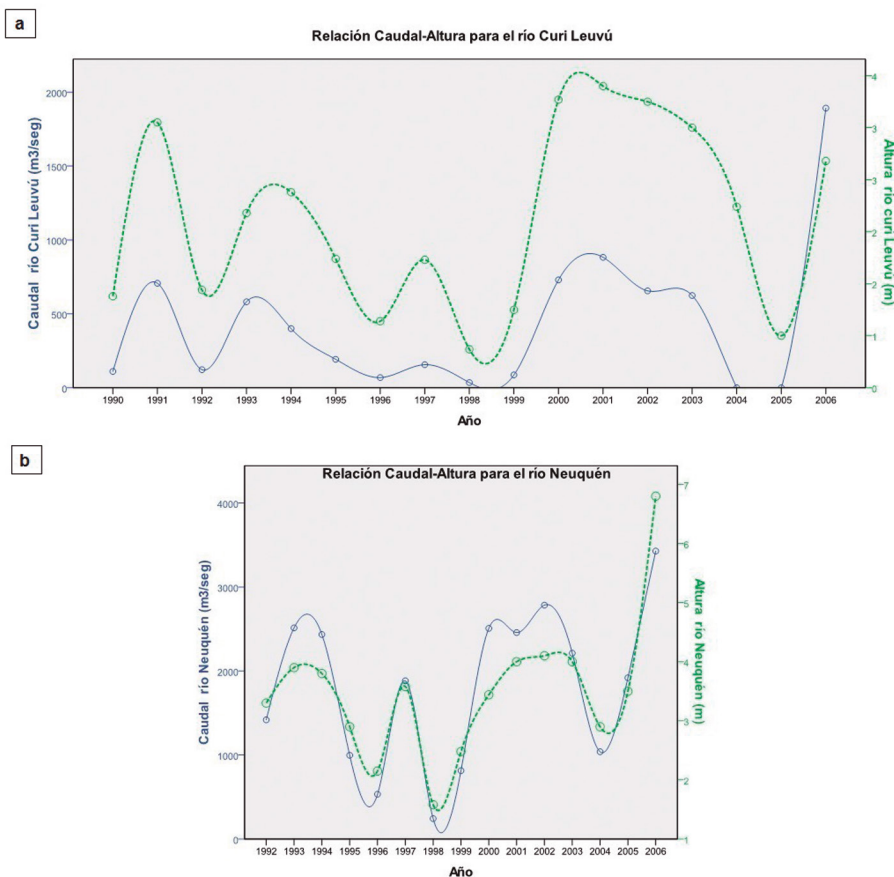 a
Relación Caudal-Altura para el río Curi Leuvú
Caudal río Curi Leuvú (m3/seg)
2000
1500
1000
500
0
4
3
3
2
2
1
0
Altura río curi Leuvú (m)
1990 1991 1992 1993 1994 1995 1996 1997 1998 1999 2000 2001 2002 2003 2004 2005 2006
Año
b
Relación Caudal-Altura para el río Neuquén
Caudal río Neuquén (m3/seg)
4000
3000
2000
1000
0
7
6
5
4
3
2
1
Altura río Neuquén (m)
1992 1993 1994 1995 1996 1997 1998 1999 2000 2001 2002 2003 2004 2005 2006
Año